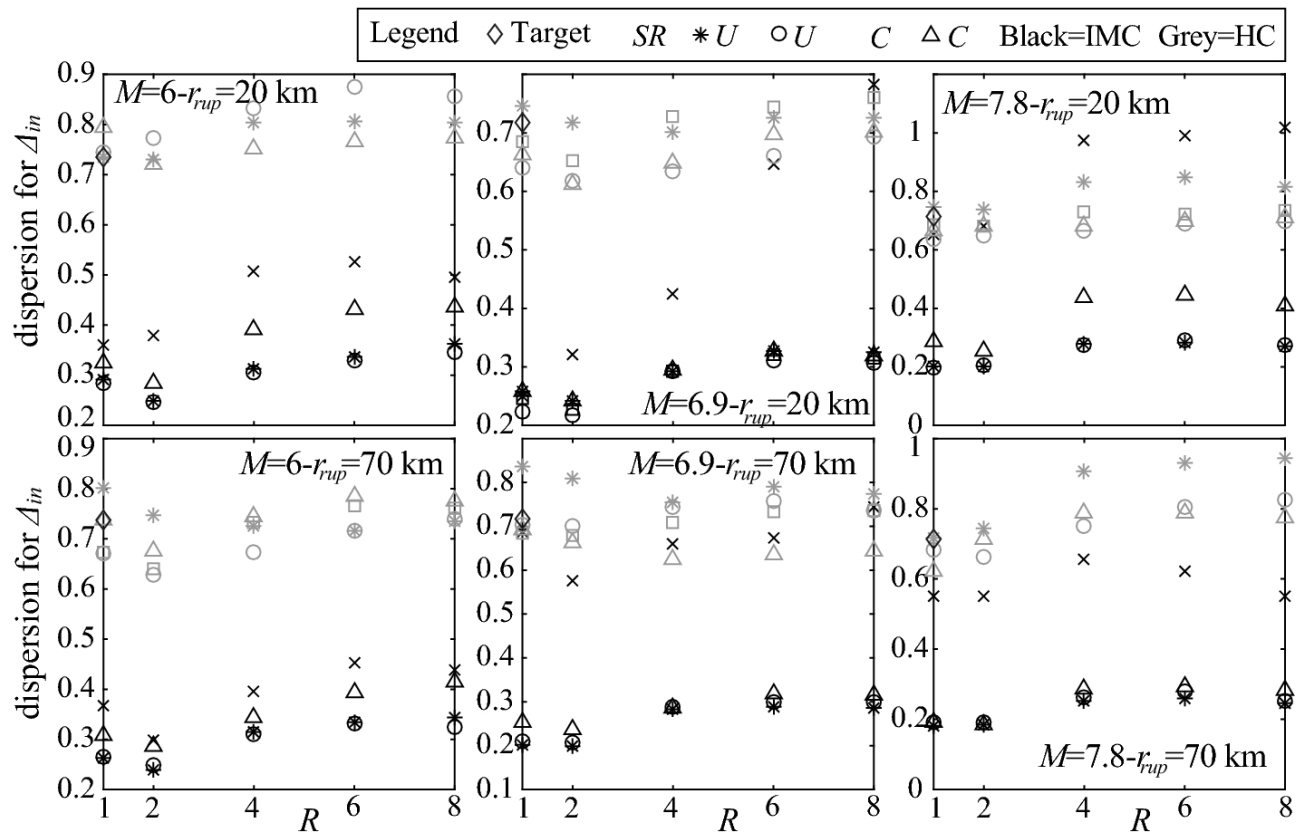 Legend ◇ Target SR * U ○ U C △ C Black=IMC Grey=HC
dispersion for Δin
0.9
0.8
0.7
0.6
0.5
0.4
0.3
0.2
M=6-rrup=20 km
0.7
0.6
0.5
0.4
0.3
0.2
M=6.9-rrup=20 km
1
0.8
0.6
0.4
0.2
0
M=7.8-rrup=20 km
dispersion for Δin
0.9
0.8
0.7
0.6
0.5
0.4
0.3
0.2
M=6-rrup=70 km
1 2 4 6 8
R
0.9
0.8
0.7
0.6
0.5
0.4
0.3
0.2
0.1
M=6.9-rrup=70 km
1 2 4 6 8
R
1
0.8
0.6
0.4
0.2
0
M=7.8-rrup=70 km
1 2 4 6 8
R